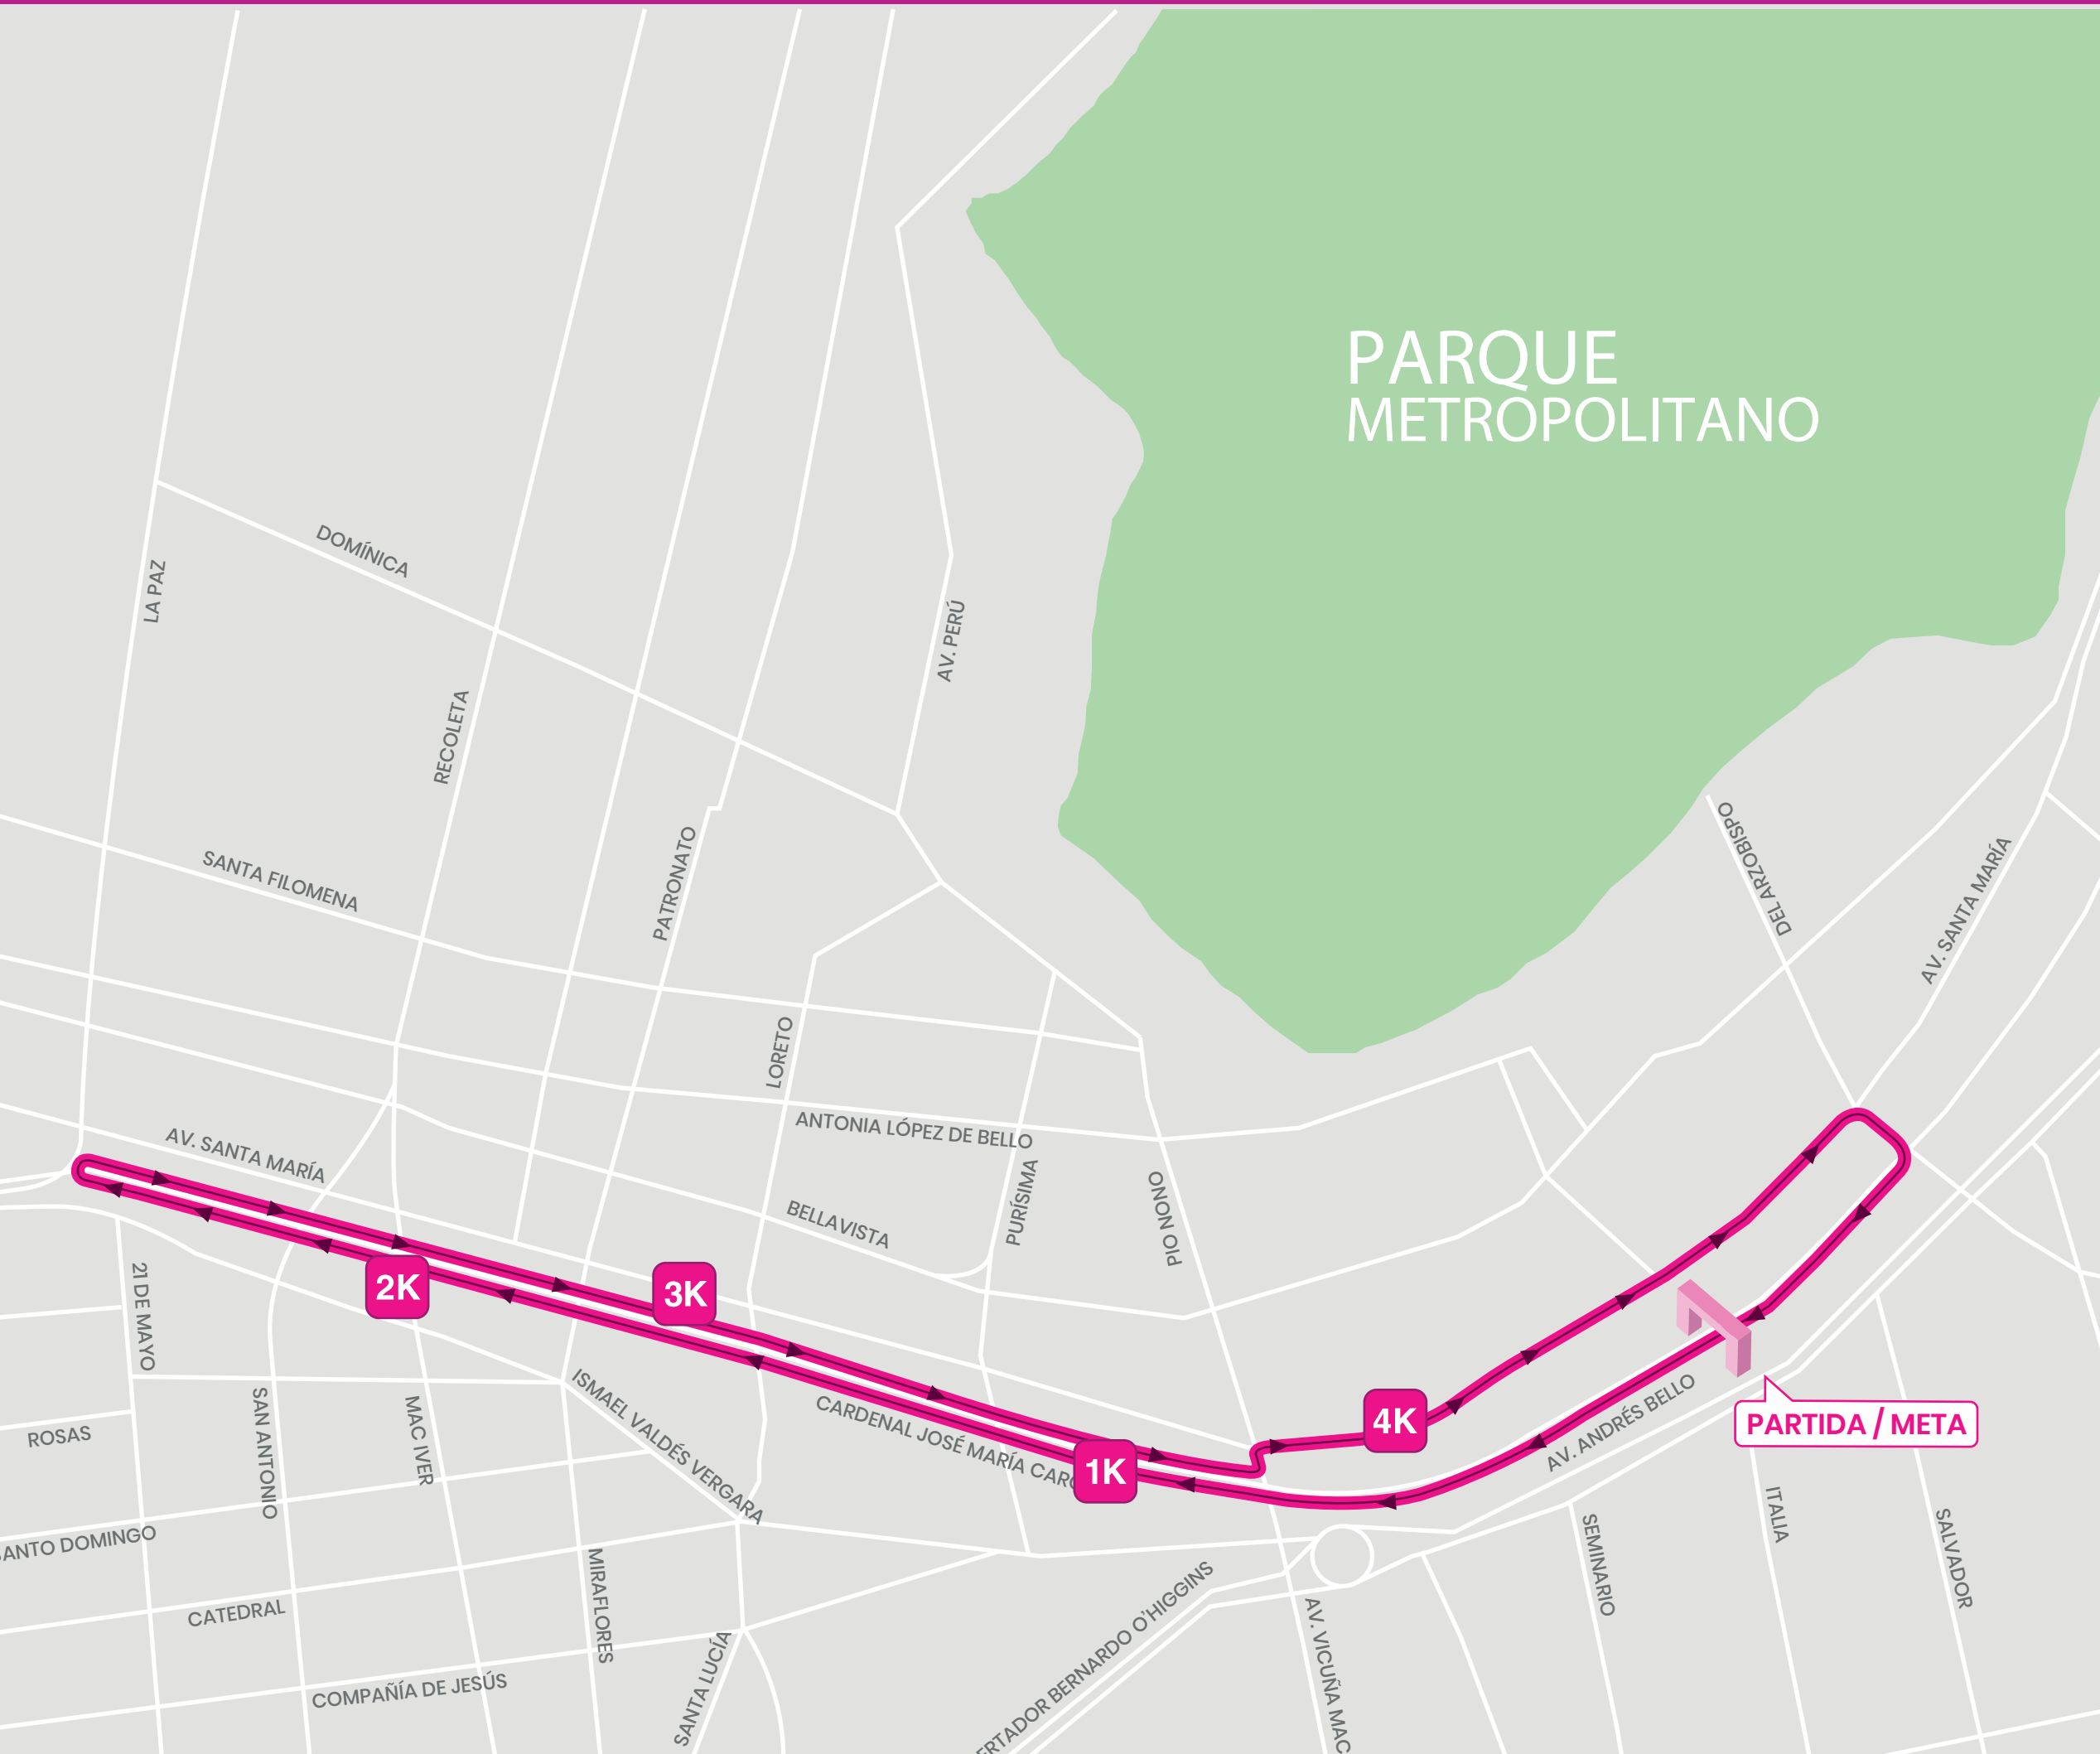 PARQUE
METROPOLITANO
DOMÍNICA
LA PAZ
AV. PERÚ
RECOLETA
PATRONATO
SANTA FILOMENA
DEL ARZOBISPO
AV. SANTA MARÍA
LORETO
ANTONIA LÓPEZ DE BELLO
AV. SANTA MARÍA
PURÍSIMA
PIO NONO
BELLAVISTA
2K
3K
21 DE MAYO
ISMAEL VALDÉS VERGARA
CARDENAL JOSÉ MARÍA CARO
1K
4K
AV. ANDRÉS BELLO
PARTIDA / META
ROSAS
SAN ANTONIO
MAC IVER
SANTO DOMINGO
CATEDRAL
MIRAFLORES
COMPAÑÍA DE JESÚS
SANTA LUCÍA
ERTADOR BERNARDO O'HIGGINS
AV. VICUÑA MAC
SEMINARIO
ITALIA
SALVADOR